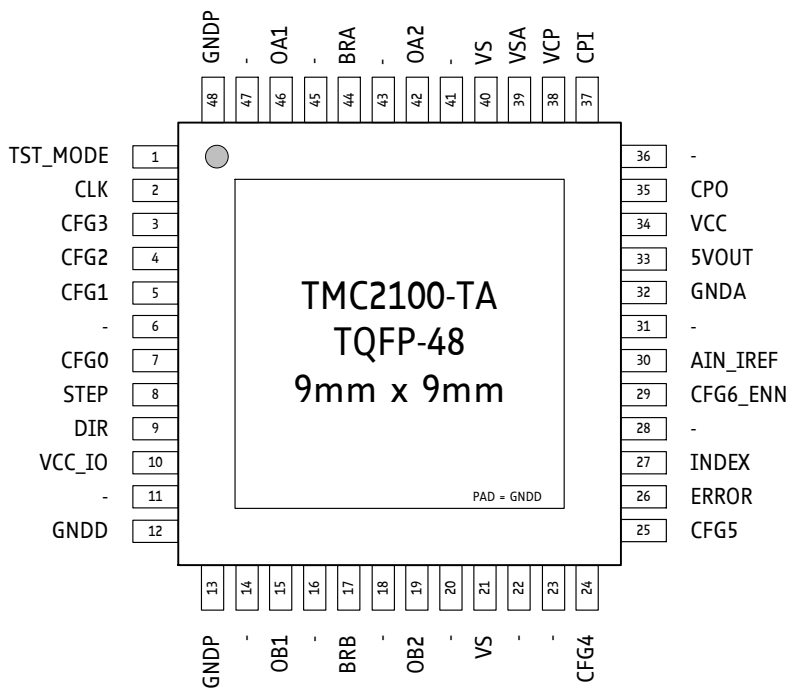 GNDP - OA1 - BRA - OA2 - VS VSA VCP CPI
48 47 46 45 44 43 42 41 40 39 38 37
TST_MODE 1
CLK 2
CFG3 3
CFG2 4
CFG1 5
- 6
CFG0 7
STEP 8
DIR 9
VCC_IO 10
- 11
GNDD 12
TMC2100-TA
TQFP-48
9mm x 9mm
PAD = GNDD
36 -
35 CPO
34 VCC
33 5VOUT
32 GNDA
31 -
30 AIN_IREF
29 CFG6_ENN
28 -
27 INDEX
26 ERROR
25 CFG5
13 14 15 16 17 18 19 20 21 22 23 24
GNDP - OB1 - BRB - OB2 - VS - - CFG4